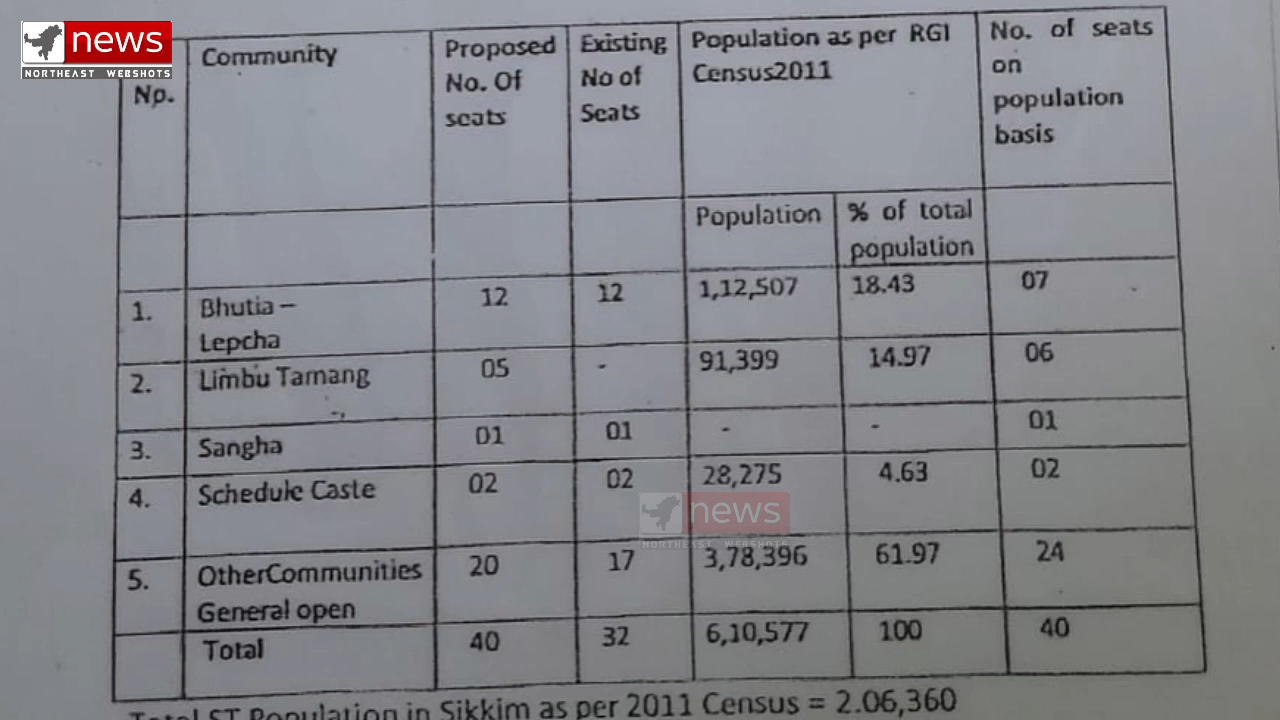 news
NORTHEAST WEBSHOTS
Np. Community Proposed No. Of seats Existing No of Seats Population as per RGI Census2011 No. of seats on population basis
Population % of total population
1. Bhutia – Lepcha 12 12 1,12,507 18.43 07
2. Limbu Tamang 05 - 91,399 14.97 06
3. Sangha 01 01 - - 01
4. Schedule Caste 02 02 28,275 4.63 02
news
NORTHEAST WEBSHOTS
5. OtherCommunities General open 20 17 3,78,396 61.97 24
Total 40 32 6,10,577 100 40
Total ST Population in Sikkim as per 2011 Census = 2.06,360